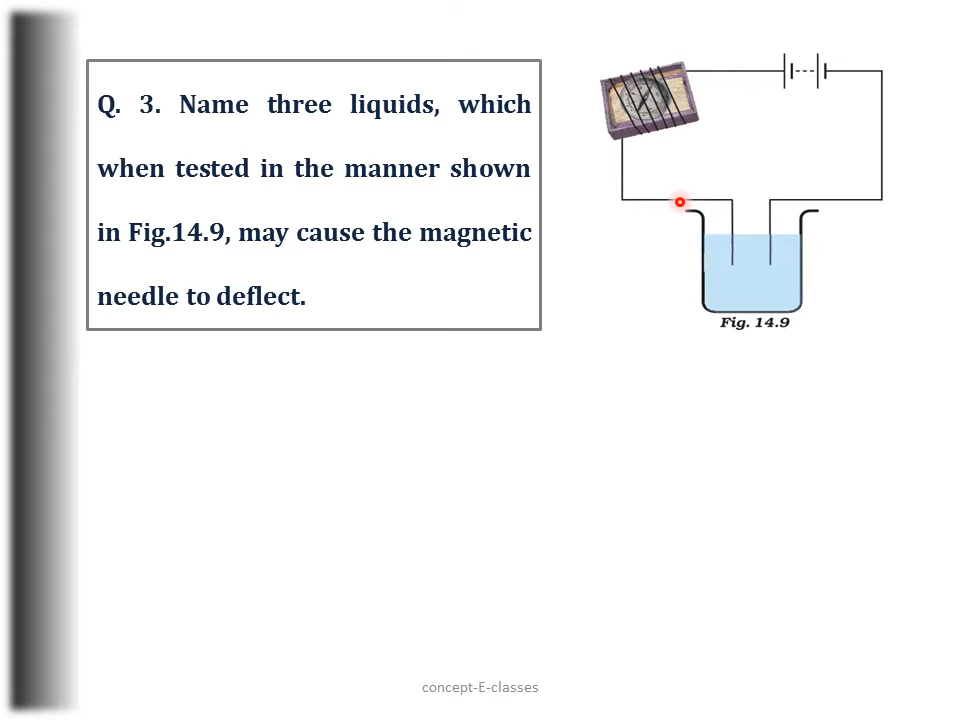 Q. 3. Name three liquids, which
when tested in the manner shown
in Fig.14.9, may cause the magnetic
needle to deflect.
Fig. 14.9
concept-E-classes